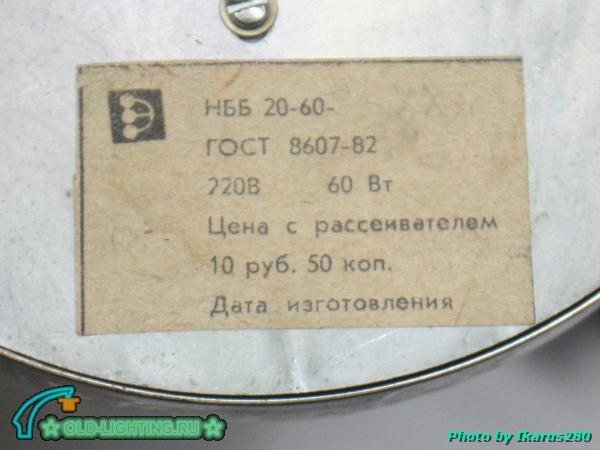 НББ 20-60-
ГОСТ 8607-82
220В 60 Вт
Цена с рассеивателем
10 руб. 50 коп.
Дата изготовления
OLD-LIGHTING.RU
Photo by Ikarus280